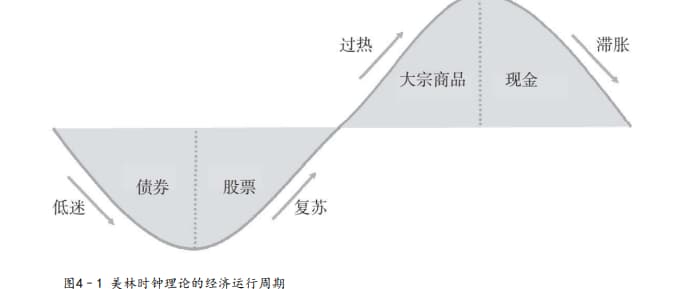 过热
滞胀
大宗商品
现金
债券
股票
低迷
复苏
图4-1 美林时钟理论的经济运行周期